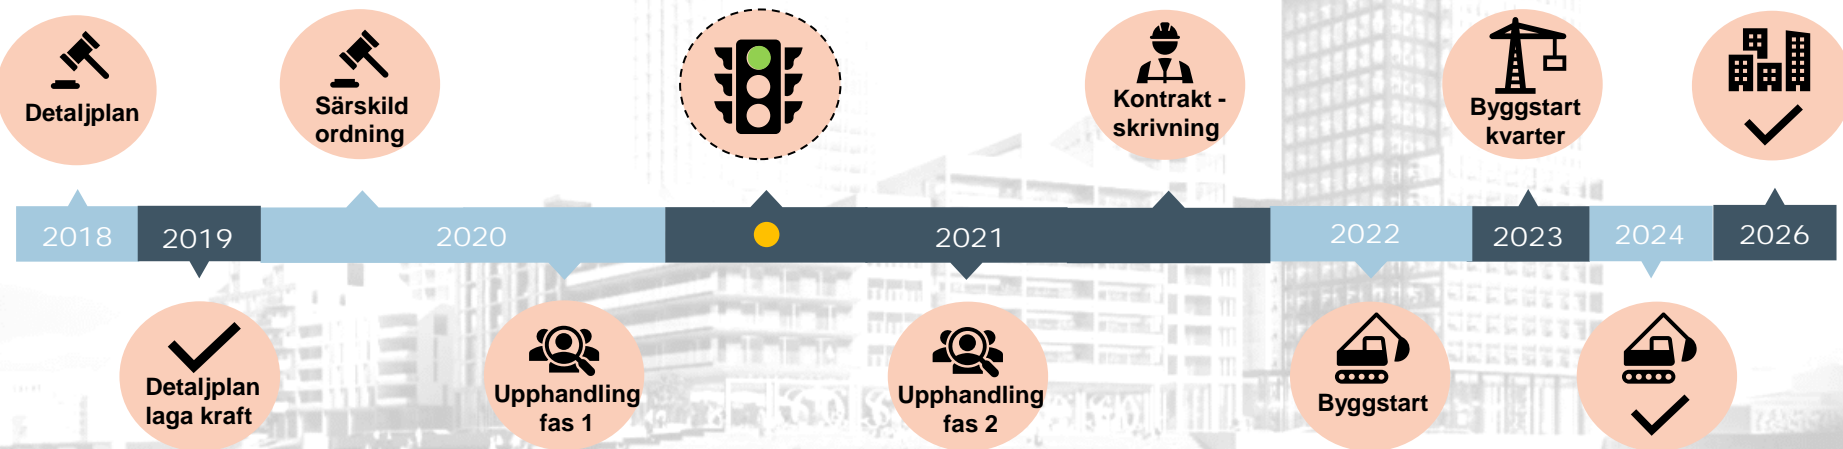 Detaljplan
Särskild
ordning
Kontrakt -
skrivning
Byggstart
kvarter
2018
2019
2020
2021
2022
2023
2024
2026
Detaljplan
laga kraft
Upphandling
fas 1
Upphandling
fas 2
Byggstart